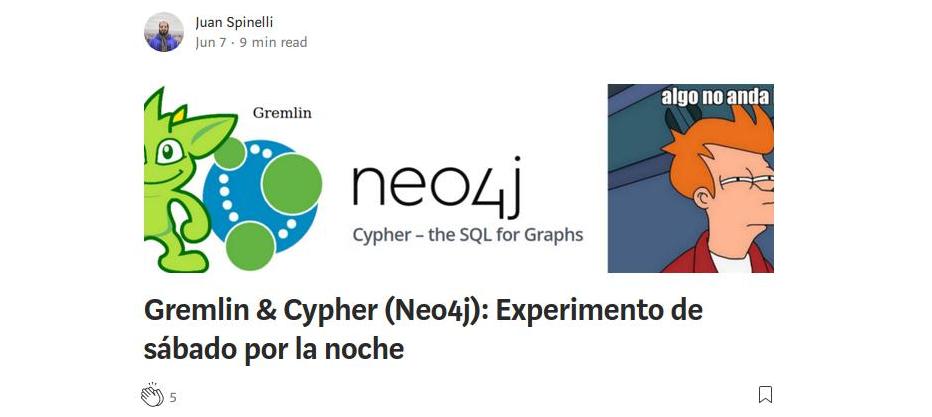 Juan Spinelli
Jun 7 · 9 min read
Gremlin
algo no anda
neo4j
Cypher – the SQL for Graphs
Gremlin & Cypher (Neo4j): Experimento de
sábado por la noche
5